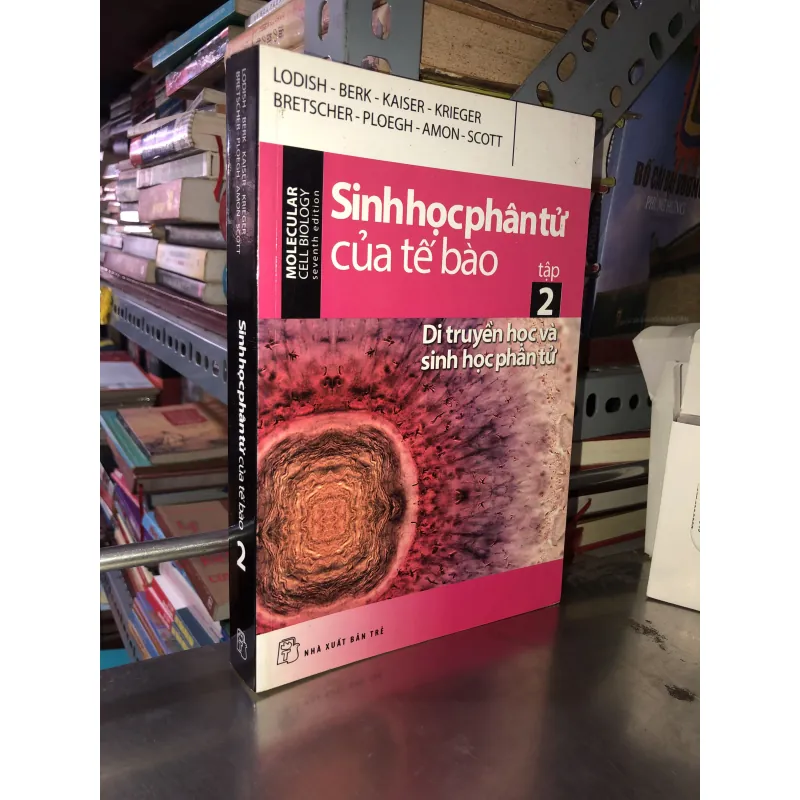 LODISH - BERK - KAISER - KRIEGER
BRETSCHER - PLOEGH - AMON - SCOTT
MOLECULAR
CELL BIOLOGY
seventh edition
Sinh học phân tử
của tế bào
tập
2
Di truyền học và
sinh học phân tử
NHÀ XUẤT BẢN TRẺ
LODISH - BERK - KAISER - KRIEGER
BRETSCHER - PLOEGH - AMON - SCOTT
Sinh học phân tử của tế bào
2